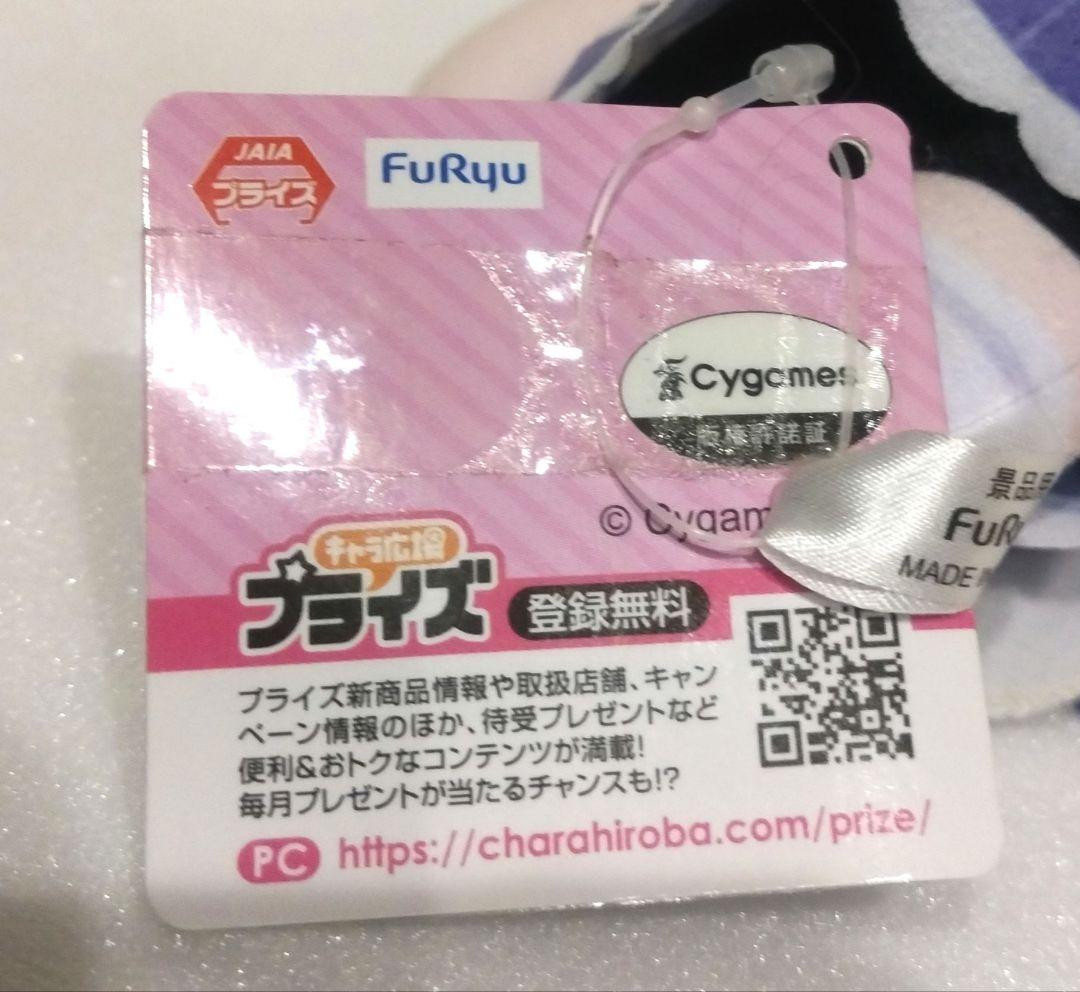 JAIA
プライズ
FuRyu
Cygames
版権許諾証
© Cygam
キャラ広場
プライズ
登録無料
景品
FuR
MADE
プライズ新商品情報や取扱店舗、キャン
ペーン情報のほか、待受プレゼントなど
便利&おトクなコンテンツが満載!
毎月プレゼントが当たるチャンスも!?
PC https://charahiroba.com/prize/